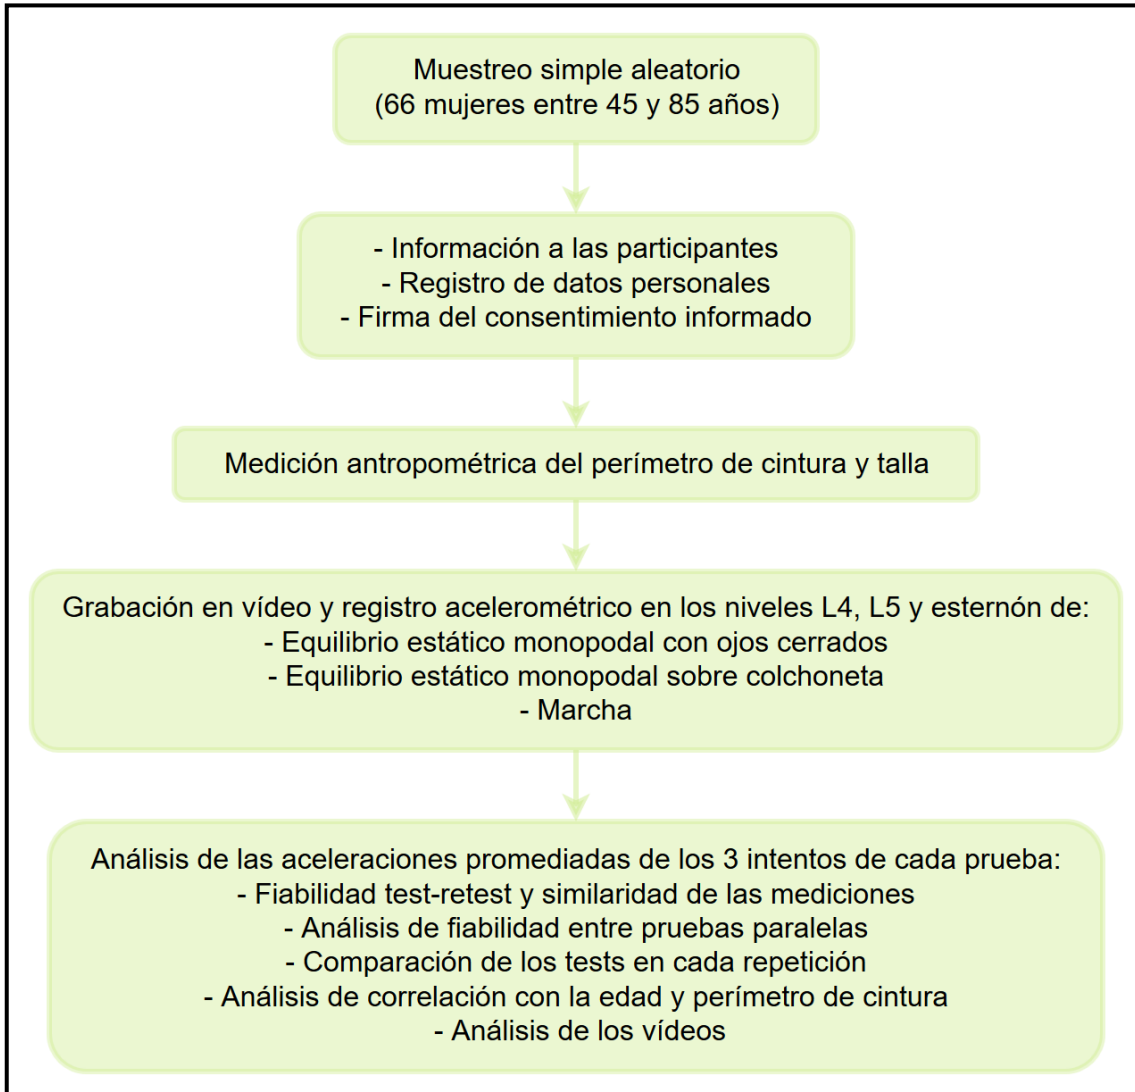 Muestreo simple aleatorio
(66 mujeres entre 45 y 85 años)
- Información a las participantes
- Registro de datos personales
- Firma del consentimiento informado
Medición antropométrica del perímetro de cintura y talla
Grabación en vídeo y registro acelerométrico en los niveles L4, L5 y esternón de:
- Equilibrio estático monopodal con ojos cerrados
- Equilibrio estático monopodal sobre colchoneta
- Marcha
Análisis de las aceleraciones promediadas de los 3 intentos de cada prueba:
- Fiabilidad test-retest y similaridad de las mediciones
- Análisis de fiabilidad entre pruebas paralelas
- Comparación de los tests en cada repetición
- Análisis de correlación con la edad y perímetro de cintura
- Análisis de los vídeos